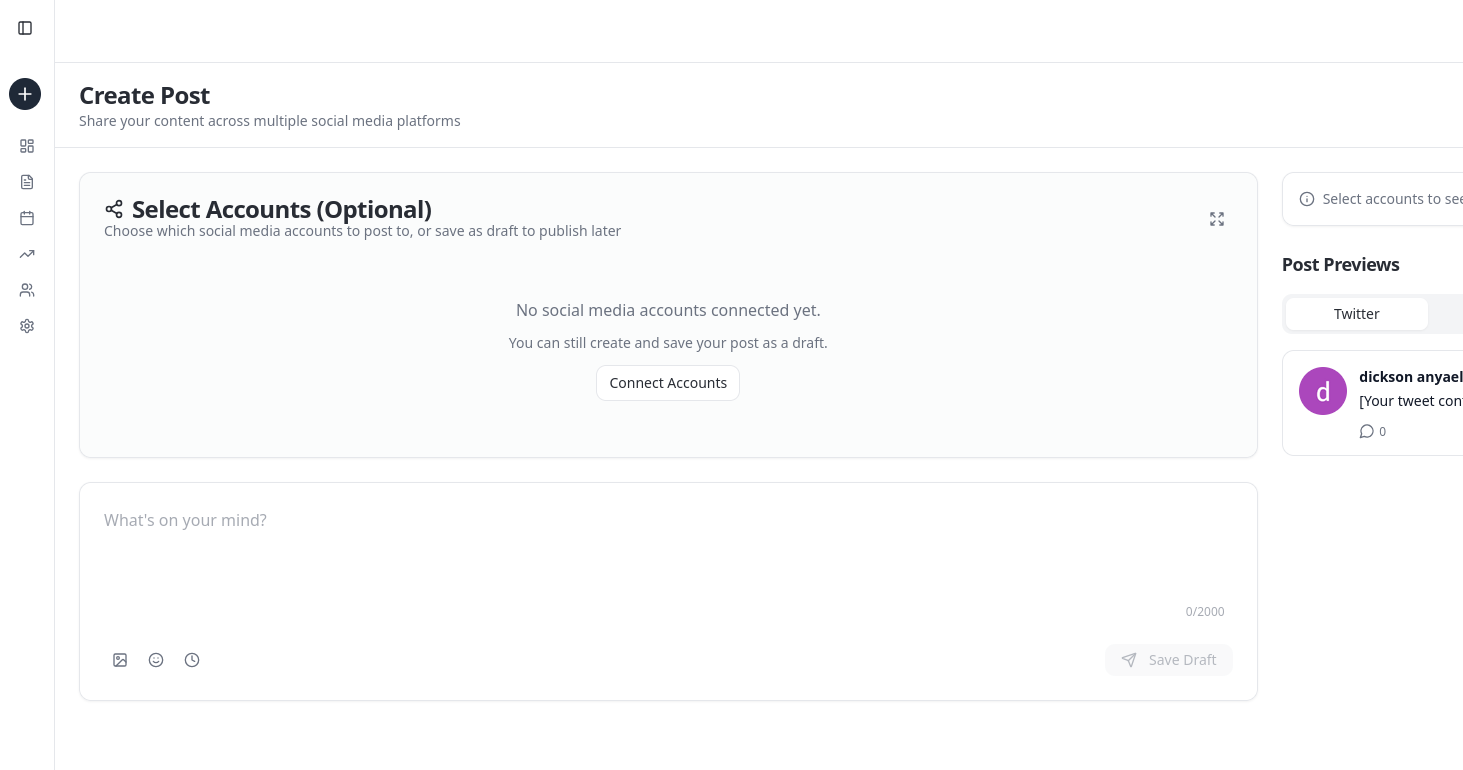 Create Post
Share your content across multiple social media platforms
Select Accounts (Optional)
Choose which social media accounts to post to, or save as draft to publish later
No social media accounts connected yet.
You can still create and save your post as a draft.
Connect Accounts
What's on your mind?
0/2000
Save Draft
Select accounts to see
Post Previews
Twitter
d
dickson anyael
[Your tweet con
0